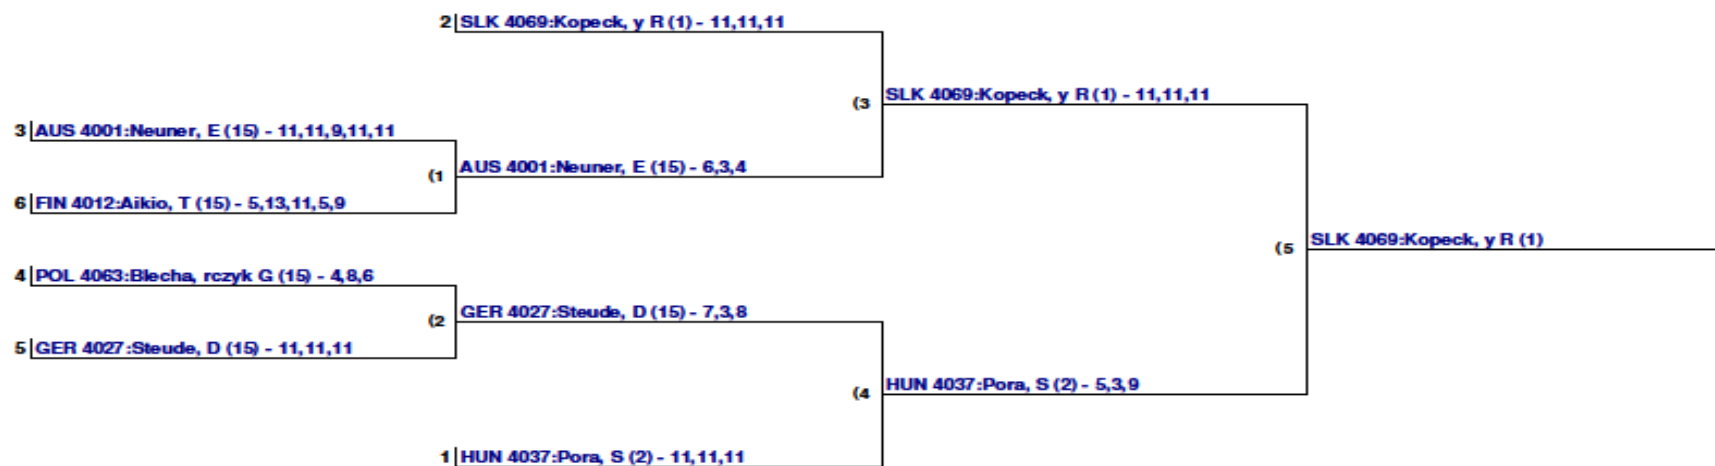 2 SLK 4069:Kopeck, y R (1) - 11,11,11
(3 SLK 4069:Kopeck, y R (1) - 11,11,11
3 AUS 4001:Neuner, E (15) - 11,11,9,11,11
(1 AUS 4001:Neuner, E (15) - 6,3,4
6 FIN 4012:Aikio, T (15) - 5,13,11,5,9
(5 SLK 4069:Kopeck, y R (1)
4 POL 4063:Blecha, rczyk G (15) - 4,8,6
(2 GER 4027:Steude, D (15) - 7,3,8
5 GER 4027:Steude, D (15) - 11,11,11
(4 HUN 4037:Pora, S (2) - 5,3,9
1 HUN 4037:Pora, S (2) - 11,11,11